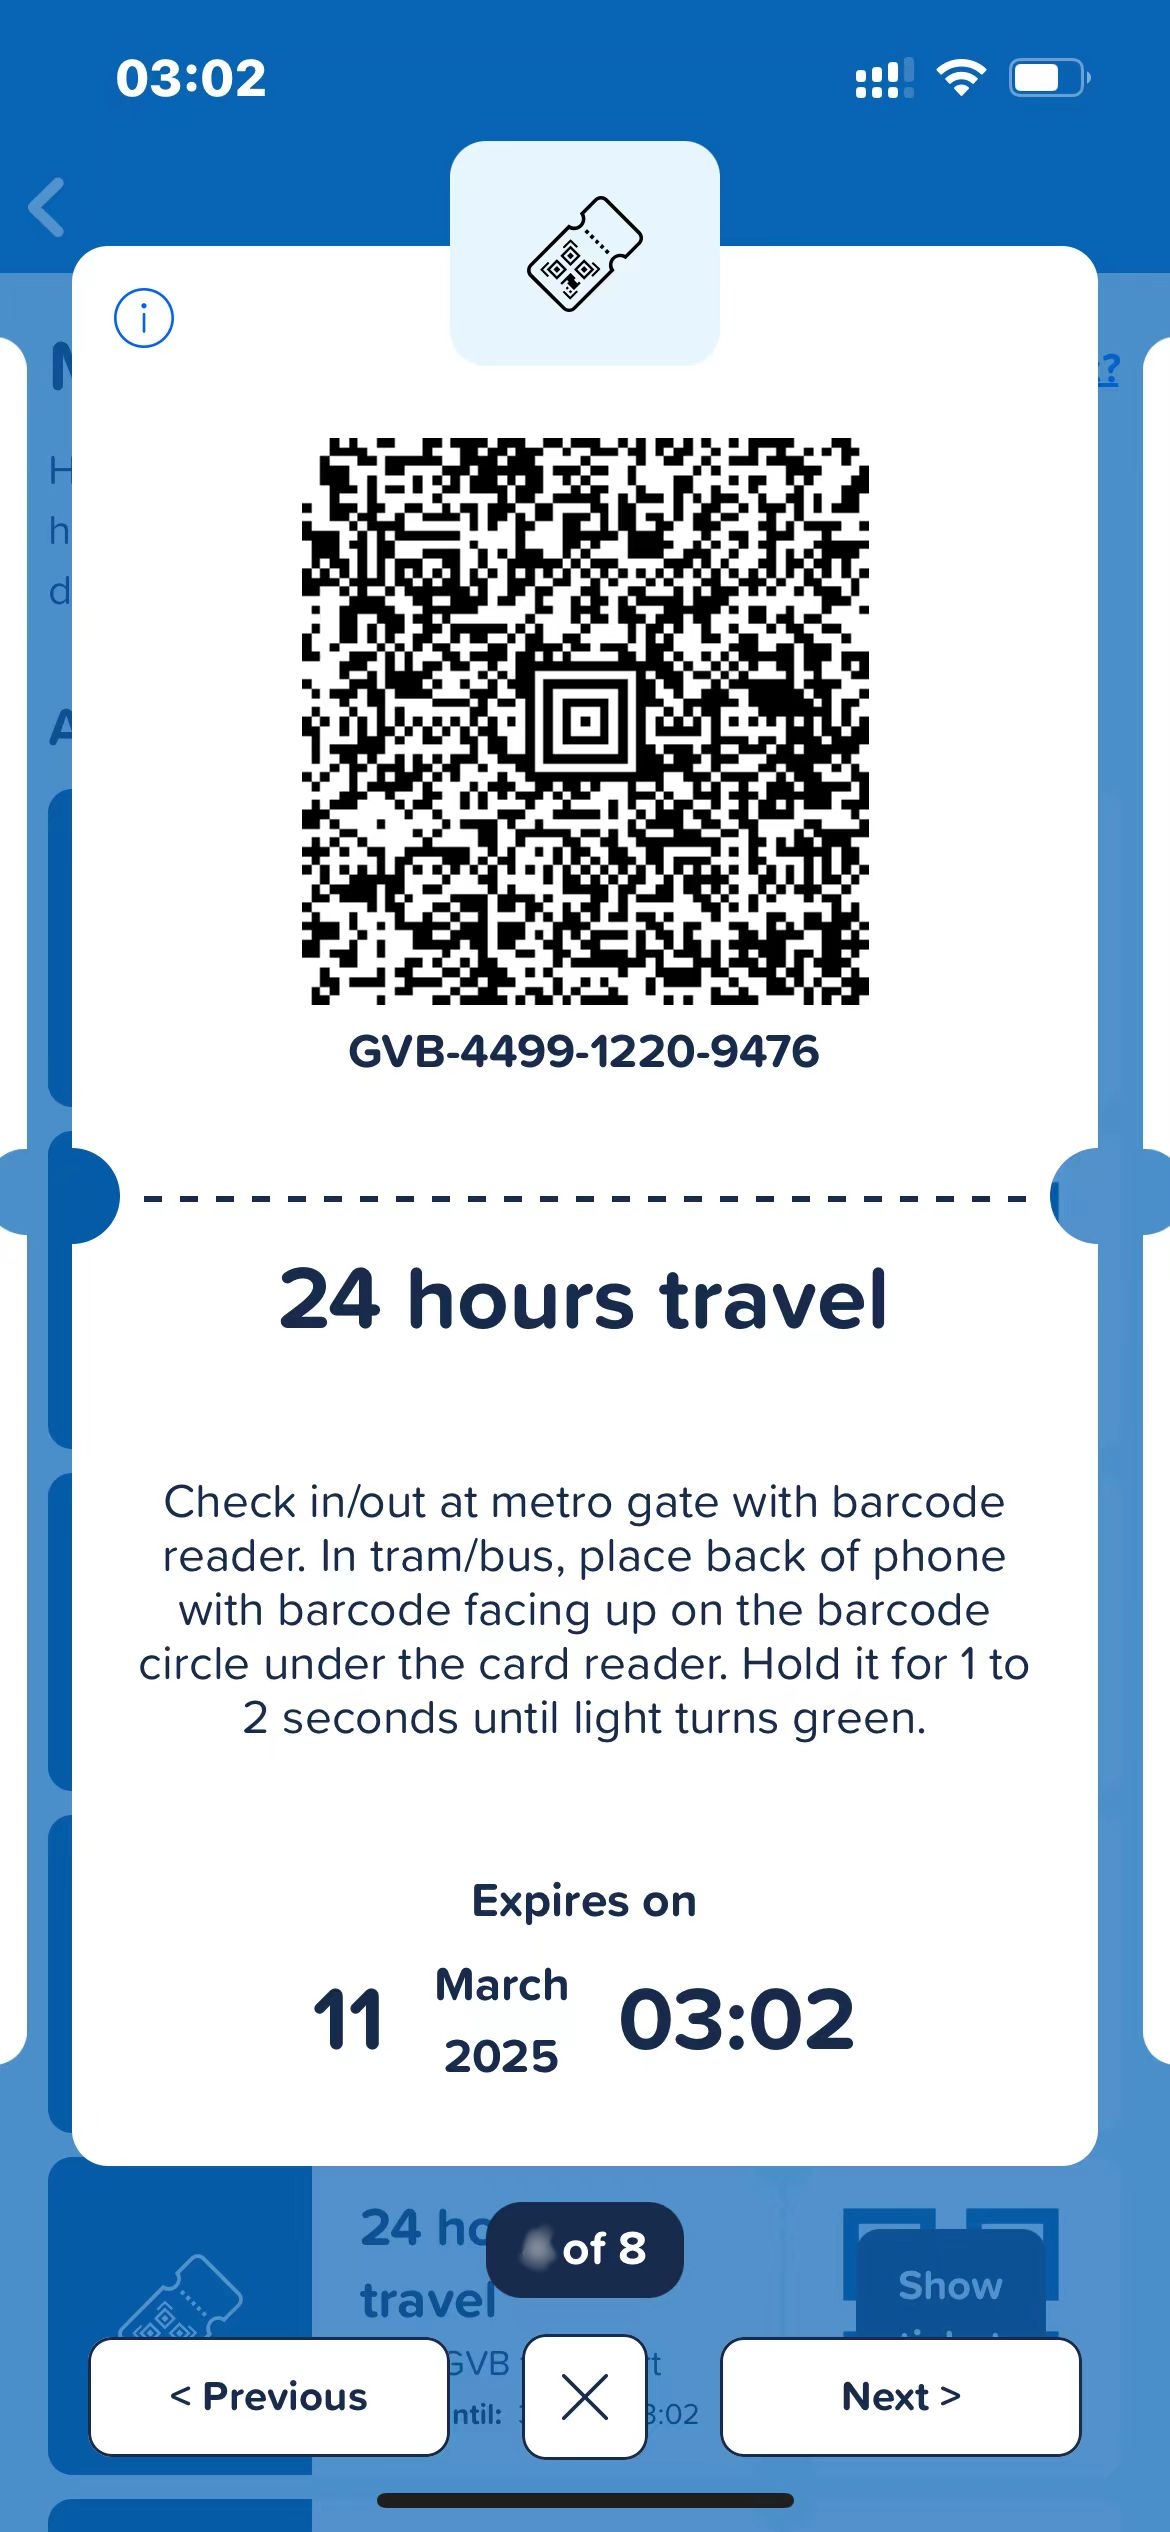 03:02
?
GVB-4499-1220-9476
24 hours travel
Check in/out at metro gate with barcode
reader. In tram/bus, place back of phone
with barcode facing up on the barcode
circle under the card reader. Hold it for 1 to
2 seconds until light turns green.
Expires on
11 March 2025 03:02
24
travel
of 8
Show
GVB
< Previous
Next >